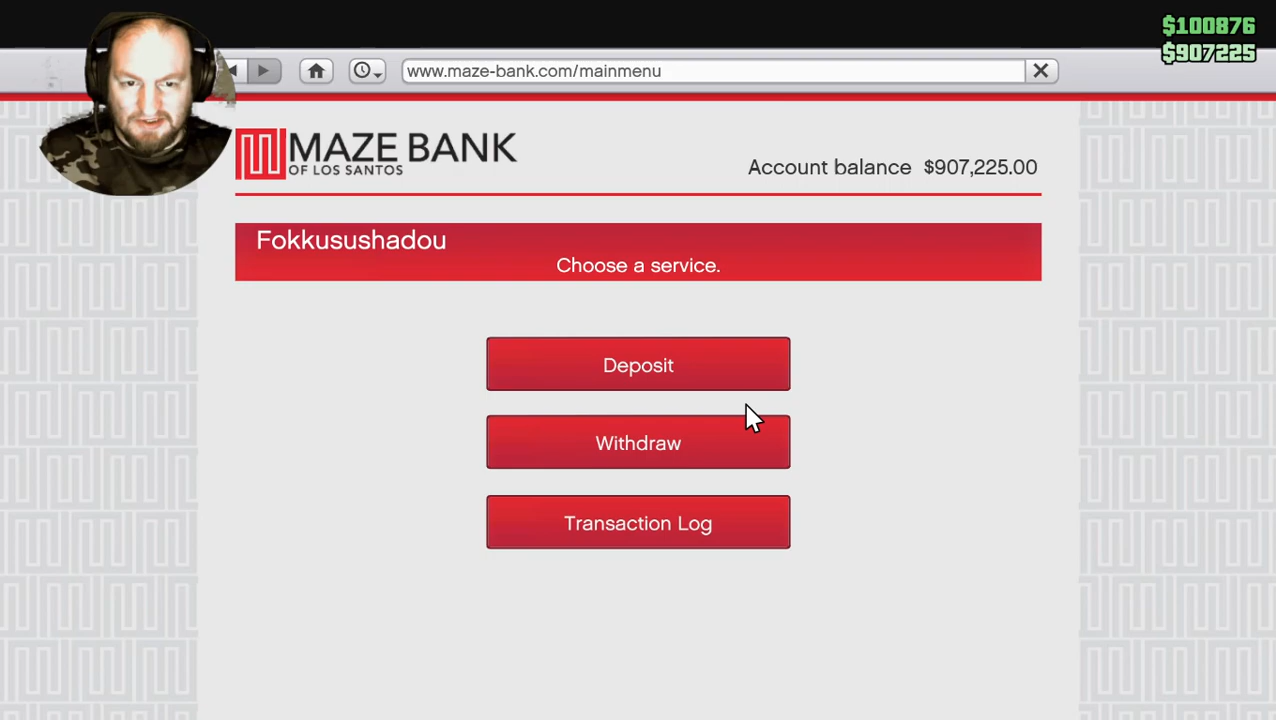 $100876
$907225
www.maze-bank.com/mainmenu
MAZE BANK
OF LOS SANTOS
Account balance $907,225.00
Fokkusushadou
Choose a service.
Deposit
Withdraw
Transaction Log